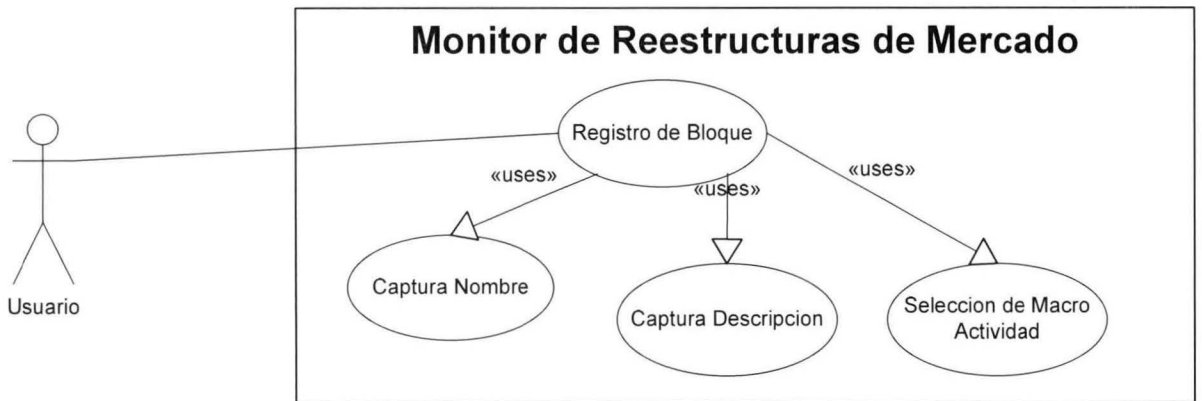 Monitor de Reestructuras de Mercado
Registro de Bloque
«uses»
«uses»
«uses»
Captura Nombre
Captura Descripcion
Seleccion de Macro
Actividad
Usuario